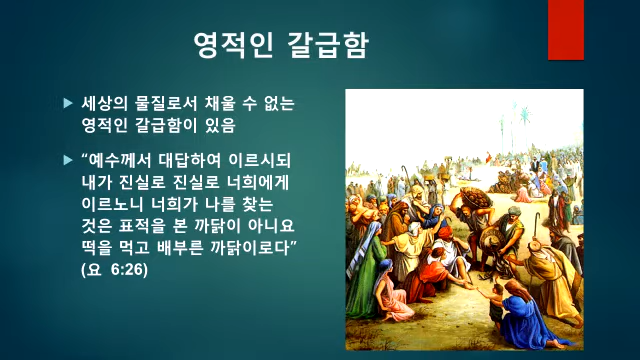 영적인 갈급함
세상의 물질로서 채울 수 없는
영적인 갈급함이 있음
“예수께서 대답하여 이르시되
내가 진실로 진실로 너희에게
이르노니 너희가 나를 찾는
것은 표적을 본 까닭이 아니요
떡을 먹고 배부른 까닭이로다”
(요 6:26)